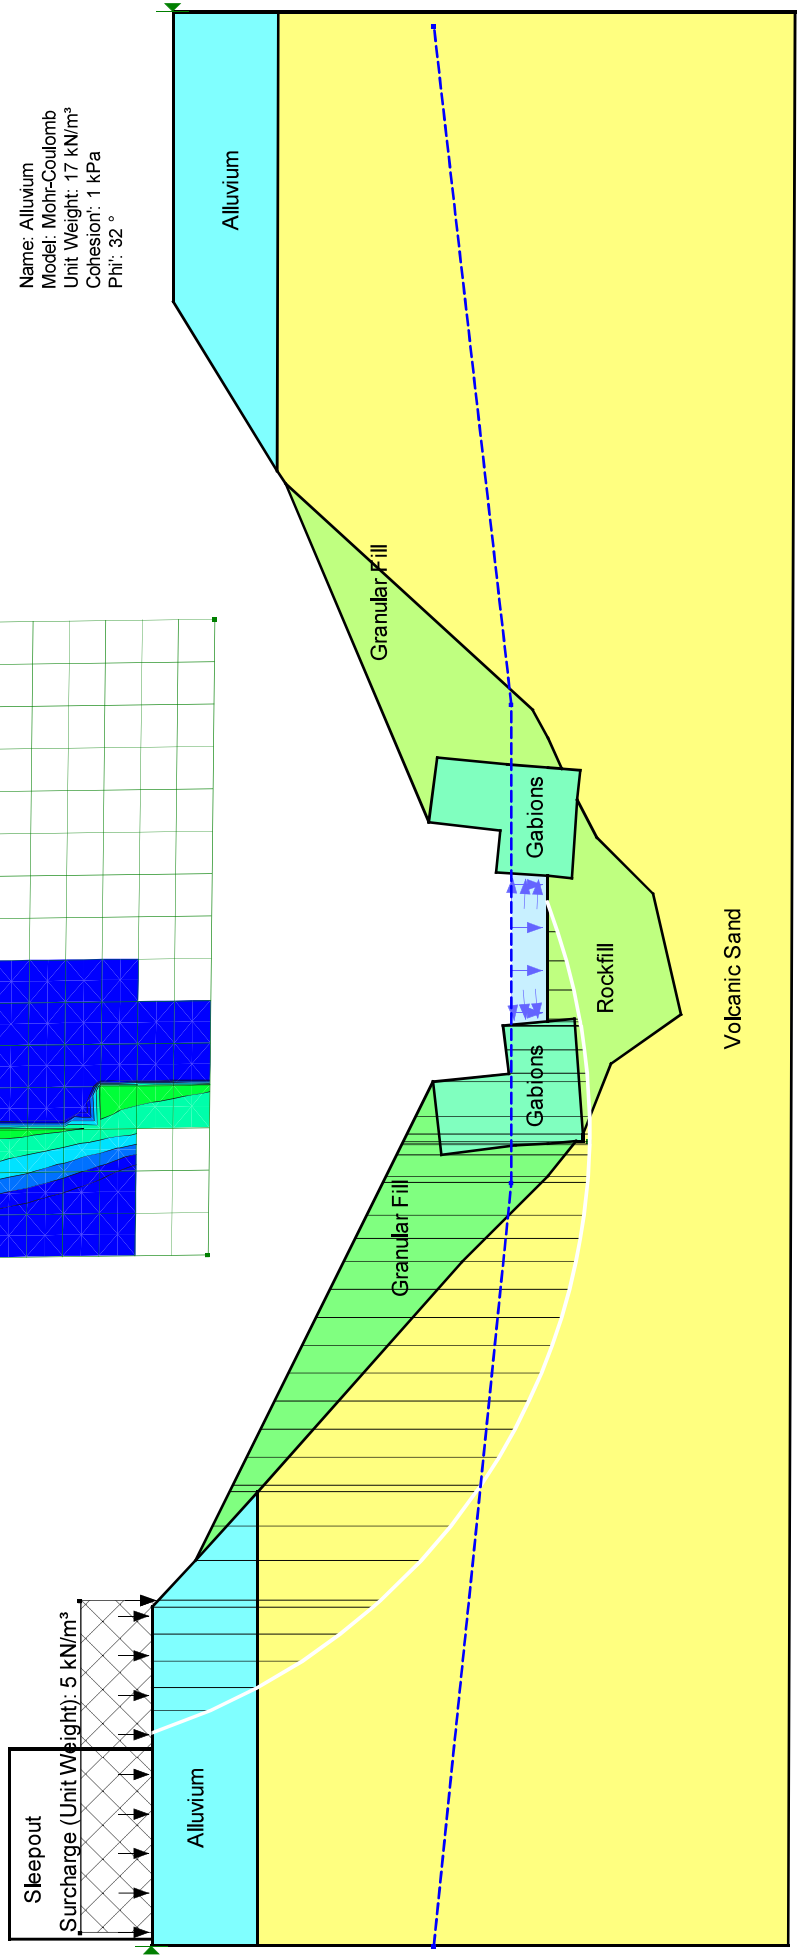 Sleepout
Surcharge (Unit Weight): 5 kN/m³
Alluvium
Granular Fill
Gabions
Rockfill
Volcanic Sand
Gabions
Granular Fill
Alluvium
Name: Alluvium
Model: Mohr-Coulomb
Unit Weight: 17 kN/m³
Cohesion': 1 kPa
Phi': 32 °